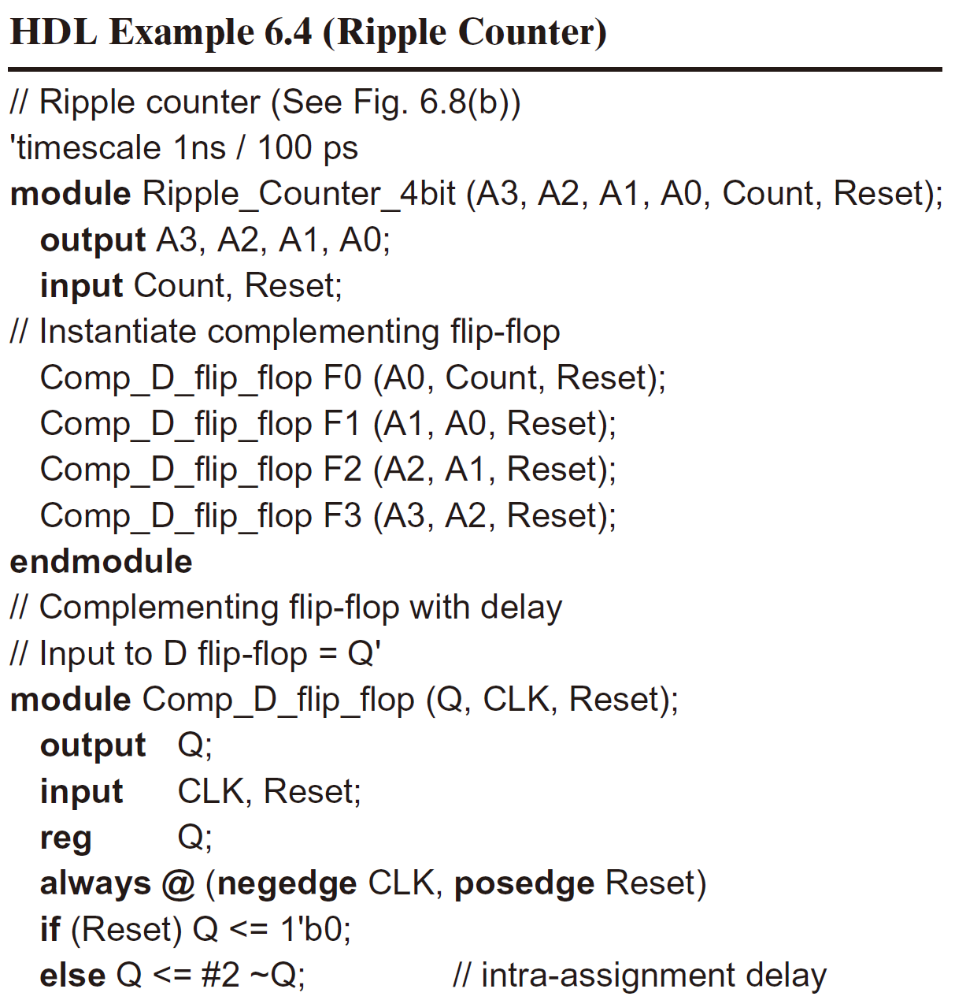 HDL Example 6.4 (Ripple Counter)
// Ripple counter (See Fig. 6.8(b))
'timescale 1ns / 100 ps
module Ripple_Counter_4bit (A3, A2, A1, A0, Count, Reset);
output A3, A2, A1, A0;
input Count, Reset;
// Instantiate complementing flip-flop
Comp_D_flip_flop F0 (A0, Count, Reset);
Comp_D_flip_flop F1 (A1, A0, Reset);
Comp_D_flip_flop F2 (A2, A1, Reset);
Comp_D_flip_flop F3 (A3, A2, Reset);
endmodule
// Complementing flip-flop with delay
// Input to D flip-flop = Q'
module Comp_D_flip_flop (Q, CLK, Reset);
output Q;
input CLK, Reset;
reg Q;
always @ (negedge CLK, posedge Reset)
if (Reset) Q <= 1'b0;
else Q <= #2 ~Q; // intra-assignment delay